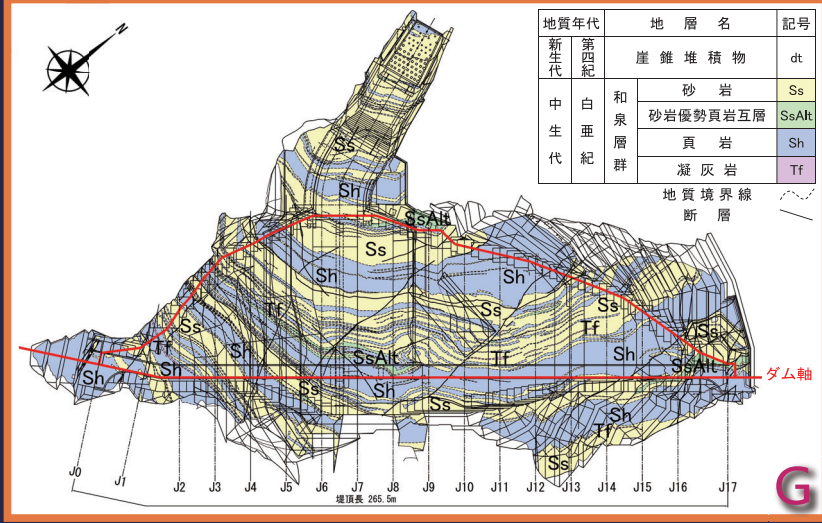 N
地質年代 地層名 記号
新生代 第四紀 崖錐堆積物 dt
中生代 白亜紀 和泉層群 砂岩 Ss
砂岩優勢頁岩互層 SsAlt
頁岩 Sh
凝灰岩 Tf
地質境界線
断層
Ss
Sh
SsAlt
Ss
Sh
Sh
Ss
Ss
Tf
Ss
Tf
Ss
Tf
Sh
Sh
SsAlt
Tf
Sh
SsAlt
Sh
Sh
Ss
Sh
Ss
Sh
Tf
Ss
ダム軸
J0 J1 J2 J3 J4 J5 J6 J7 J8 J9 J10 J11 J12 J13 J14 J15 J16 J17
堤頂長 265.5m
G